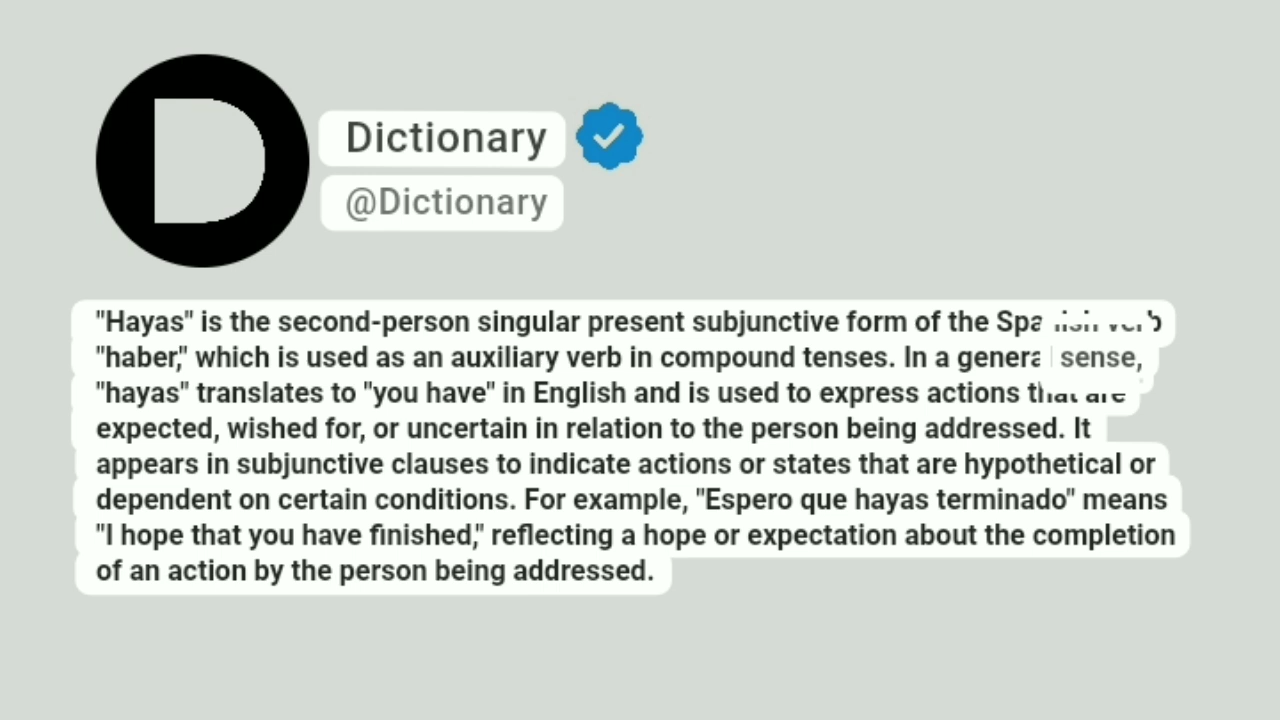 D
Dictionary
@Dictionary
"Hayas" is the second-person singular present subjunctive form of the Spanish verb
"haber," which is used as an auxiliary verb in compound tenses. In a general sense,
"hayas" translates to "you have" in English and is used to express actions that are
expected, wished for, or uncertain in relation to the person being addressed. It
appears in subjunctive clauses to indicate actions or states that are hypothetical or
dependent on certain conditions. For example, "Espero que hayas terminado" means
"I hope that you have finished," reflecting a hope or expectation about the completion
of an action by the person being addressed.